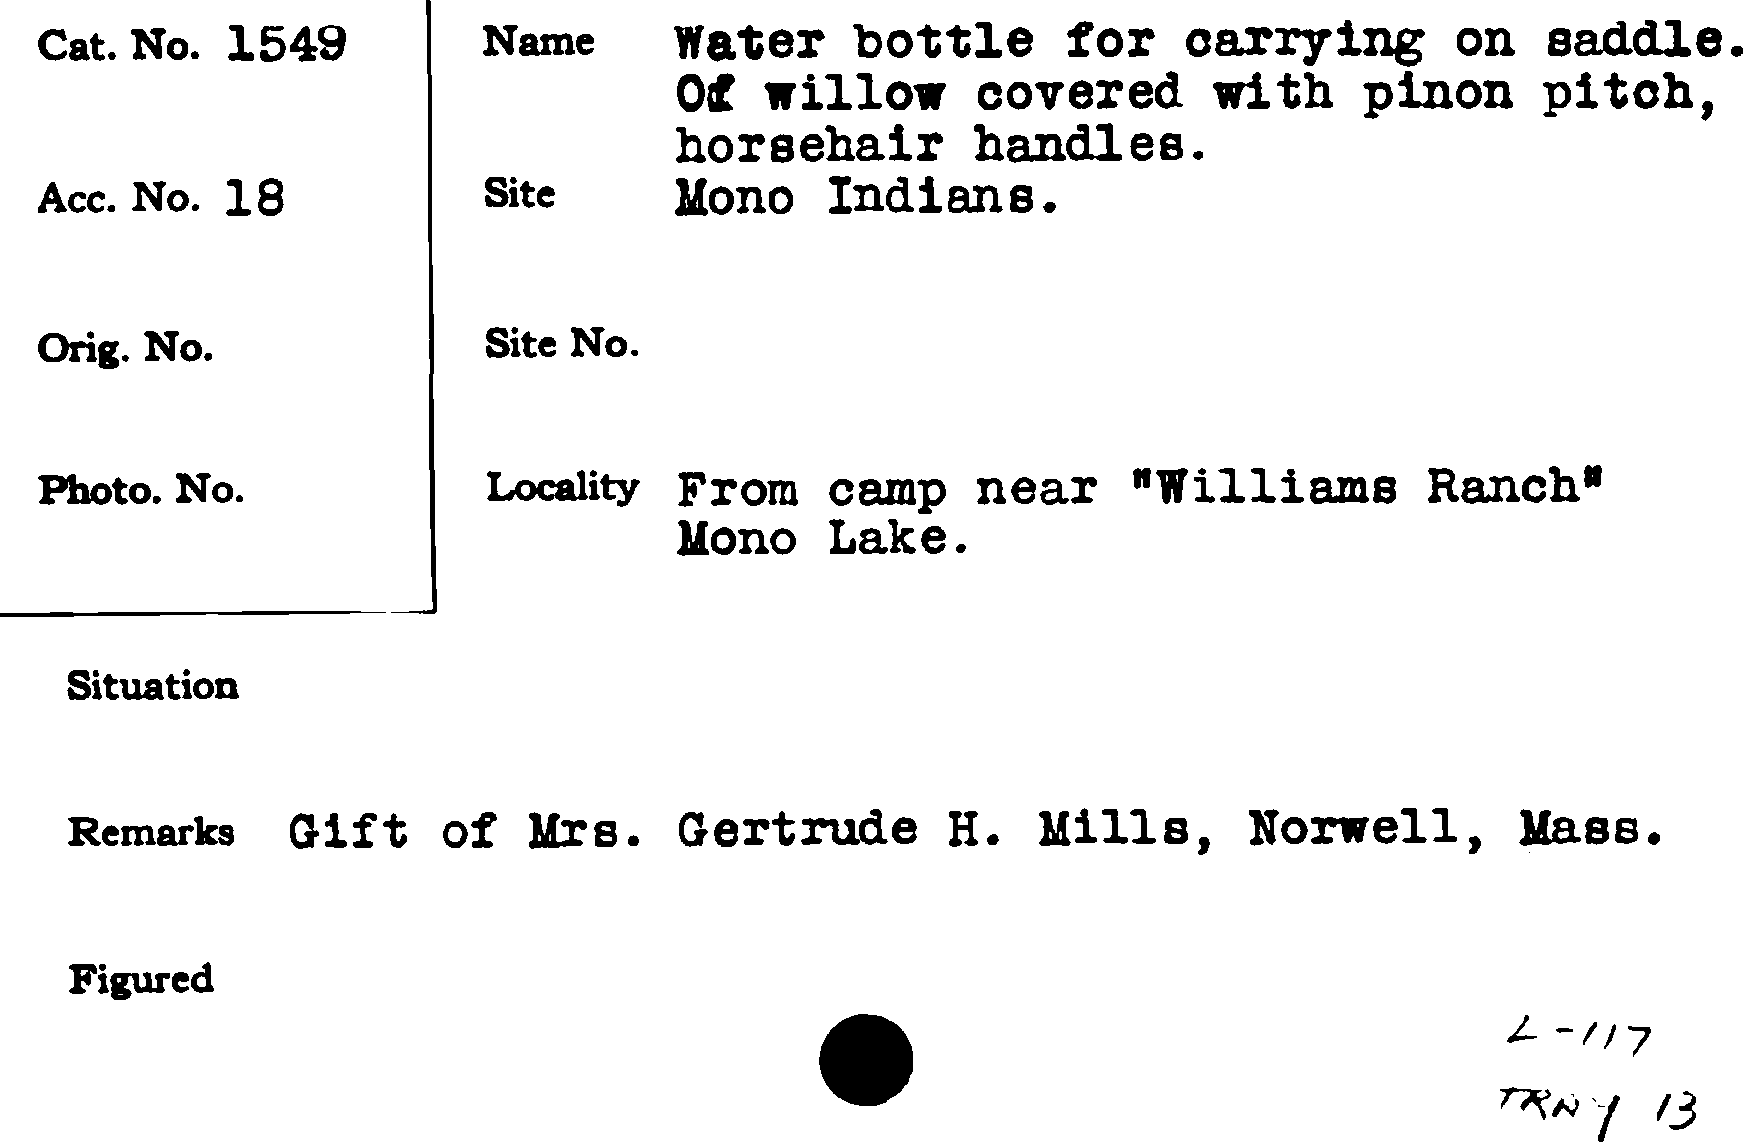 Cat. No. 1549
Name Water bottle for carrying on saddle.
Of willow covered with pinon pitch,
horsehair handles.
Acc. No. 18
Site Mono Indians.
Orig. No.
Site No.
Photo. No.
Locality From camp near "Williams Ranch"
Mono Lake.
Situation
Remarks Gift of Mrs. Gertrude H. Mills, Norwell, Mass.
Figured
L-117
TRAY 13